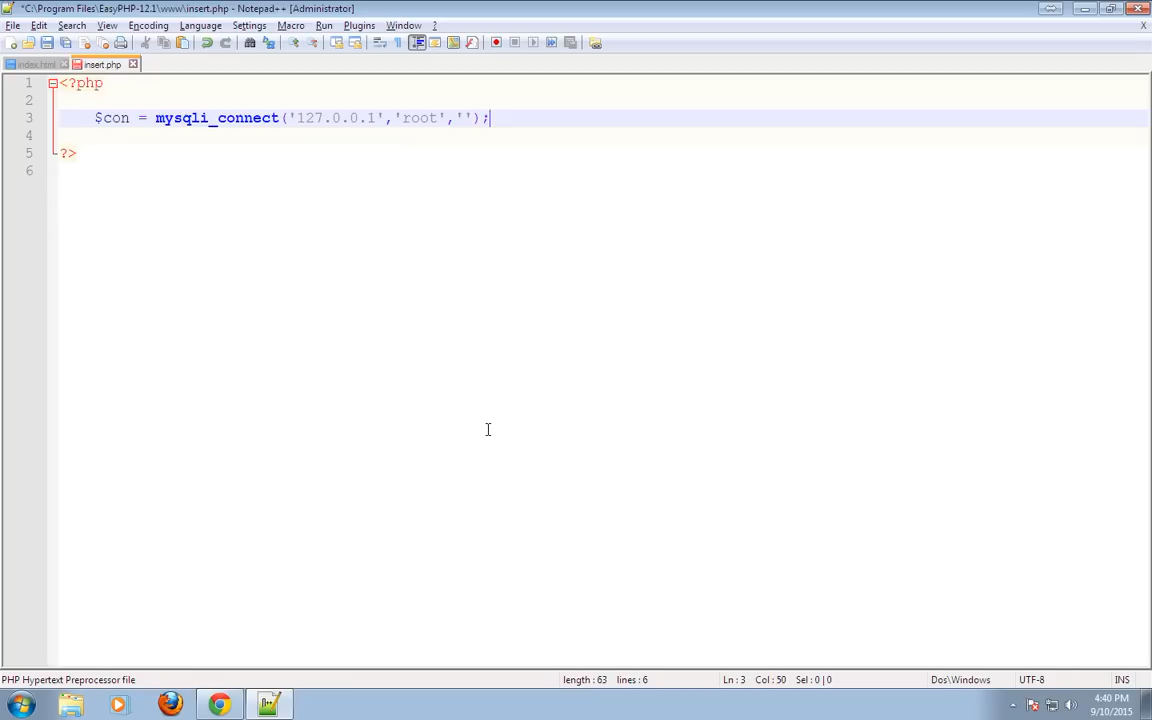 *C:\Program Files\EasyPHP-12.1\www\insert.php - Notepad++ [Administrator]
File Edit Search View Encoding Language Settings Macro Run Plugins Window ?
X
index.html insert.php
1 <?php
2
3 $con = mysqli_connect('127.0.0.1','root','');
4
5 ?>
6
PHP Hypertext Preprocessor file length : 63 lines : 6 Ln : 3 Col : 50 Sel : 0 | 0 Dos\Windows UTF-8 INS
4:40 PM
9/10/2015